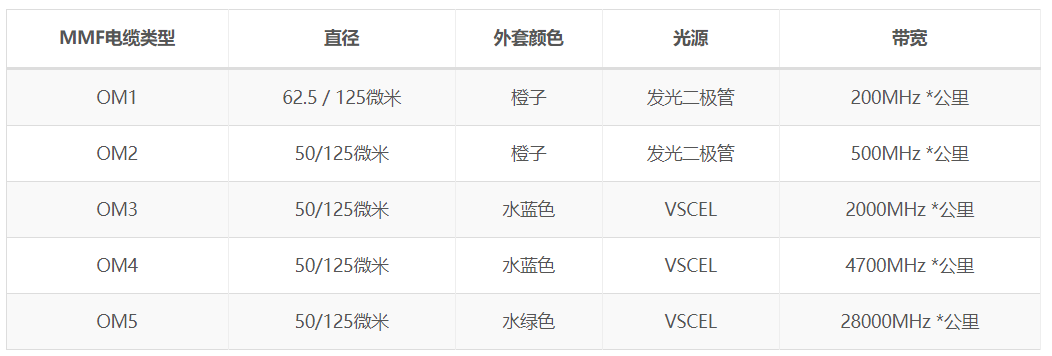 MMF电缆类型 直径 外套颜色 光源 带宽
OM1 62.5 / 125微米 橙子 发光二极管 200MHz *公里
OM2 50/125微米 橙子 发光二极管 500MHz *公里
OM3 50/125微米 水蓝色 VSCEL 2000MHz *公里
OM4 50/125微米 水蓝色 VSCEL 4700MHz *公里
OM5 50/125微米 水绿色 VSCEL 28000MHz *公里